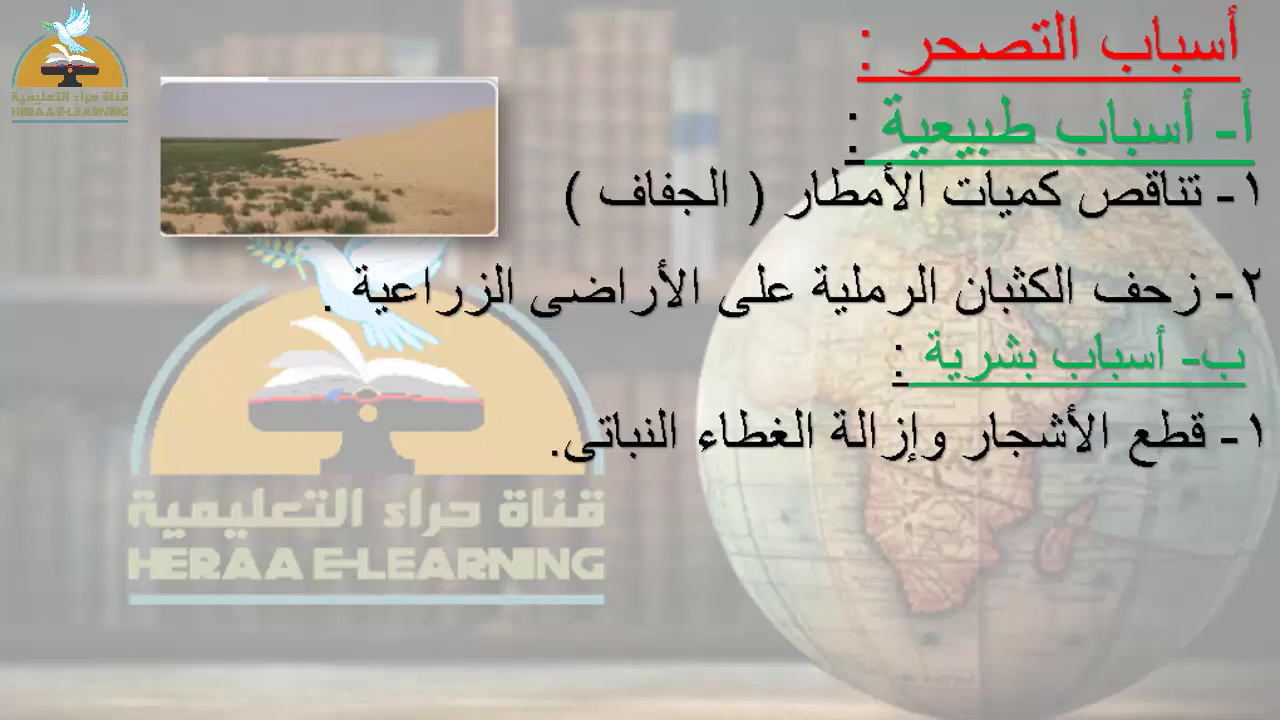 أسباب التصحر :
أ- أسباب طبيعية :
١- تناقص كميات الأمطار ( الجفاف )
٢- زحف الكثبان الرملية على الأراضى الزراعية .
ب- أسباب بشرية :
١- قطع الأشجار وإزالة الغطاء النباتى.
قناة حراء التعليمية
HERAA E-LEARNING
قناة حراء التعليمية
HERAA E-LEARNING